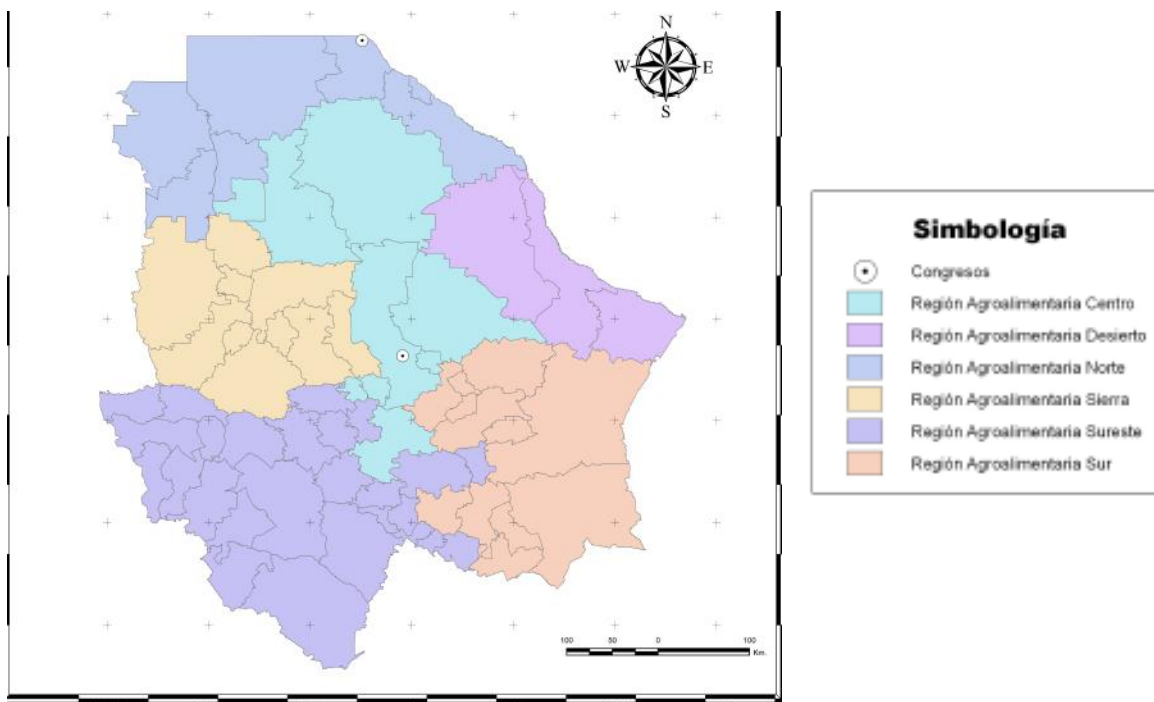 N
W E
S
Simbología
Congresos
Región Agroalimentaria Centro
Región Agroalimentaria Desierto
Región Agroalimentaria Norte
Región Agroalimentaria Sierra
Región Agroalimentaria Sureste
Región Agroalimentaria Sur
100 50 0 100
Km.